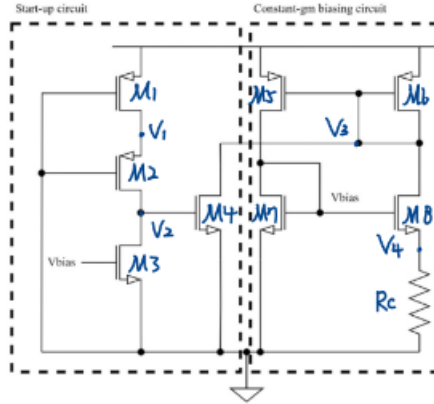 Start-up circuit
Constant-gm biasing circuit
M1
M5
M6
V1
V3
M2
M4
M7
Vbias
M8
V2
V4
Vbias
M3
Rc